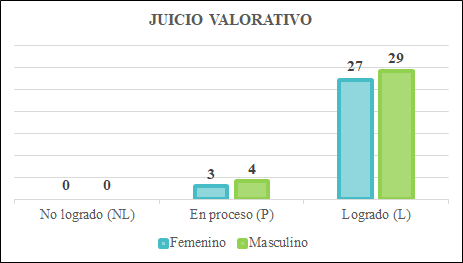 JUICIO VALORATIVO
27 29
3 4
0 0
No logrado (NL) En proceso (P) Logrado (L)
Femenino Masculino